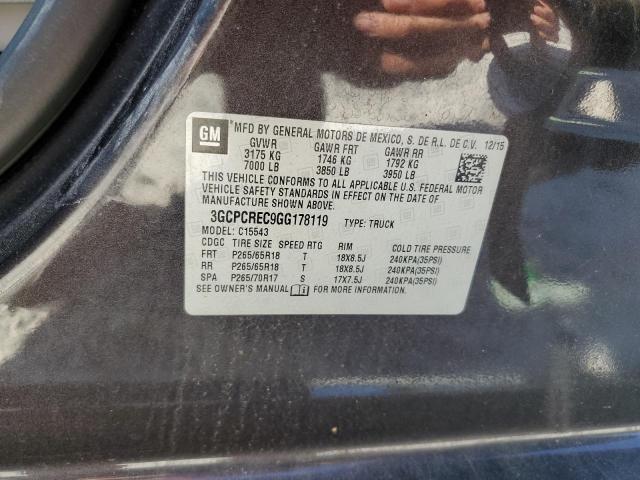 GM MFD BY GENERAL MOTORS DE MEXICO, S. DE R.L. DE C.V. 12/15
GVWR GAWR FRT GAWR RR
3175 KG 1746 KG 1792 KG
7000 LB 3850 LB 3950 LB
THIS VEHICLE CONFORMS TO ALL APPLICABLE U.S. FEDERAL MOTOR
VEHICLE SAFETY STANDARDS IN EFFECT ON THE DATE OF
MANUFACTURE SHOWN ABOVE.
3GCPCREC9GG178119 TYPE: TRUCK
MODEL: C15543
CDGC TIRE SIZE SPEED RTG RIM COLD TIRE PRESSURE
FRT P265/65R18 T 18X8.5J 240KPA(35PSI)
RR P265/65R18 T 18X8.5J 240KPA(35PSI)
SPA P265/70R17 S 17X7.5J 240KPA(35PSI)
SEE OWNER'S MANUAL FOR MORE INFORMATION.